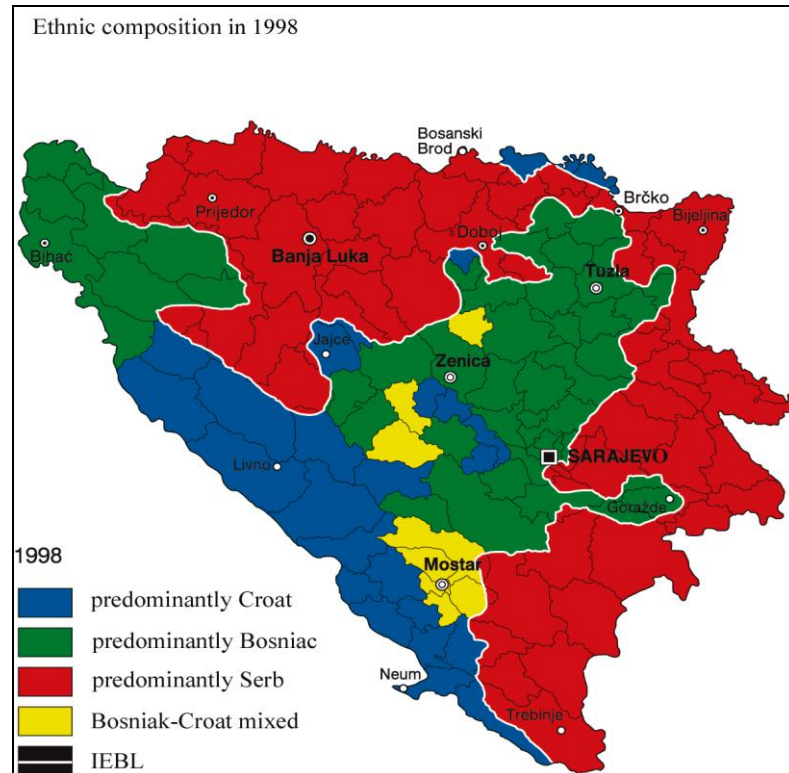 Ethnic composition in 1998
Bosanski
Brod
Brčko
Prijedor
Doboj
Bijeljina
Banja Luka
Bihać
Tuzla
Jajce
Zenica
SARAJEVO
Livno
Goražde
1998
Mostar
predominantly Croat
predominantly Bosniac
predominantly Serb
Neum
Bosniak-Croat mixed
Trebinje
IEBL